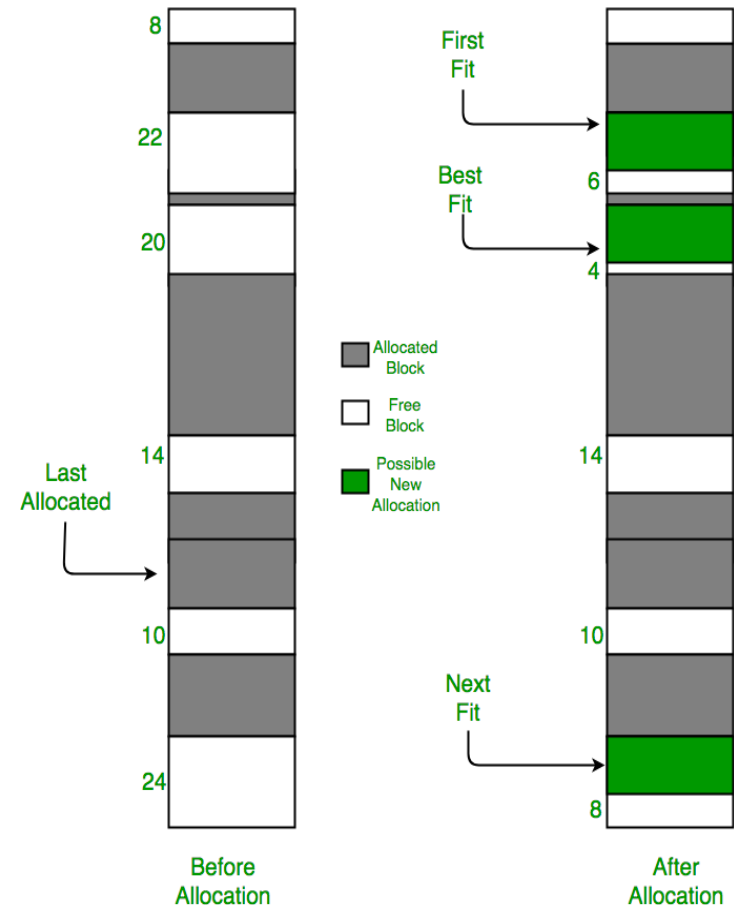 8
22
20
14
Last
Allocated
10
24
Before
Allocation
Allocated
Block
Free
Block
Possible
New
Allocation
First
Fit
Best
Fit
6
4
14
10
Next
Fit
8
After
Allocation